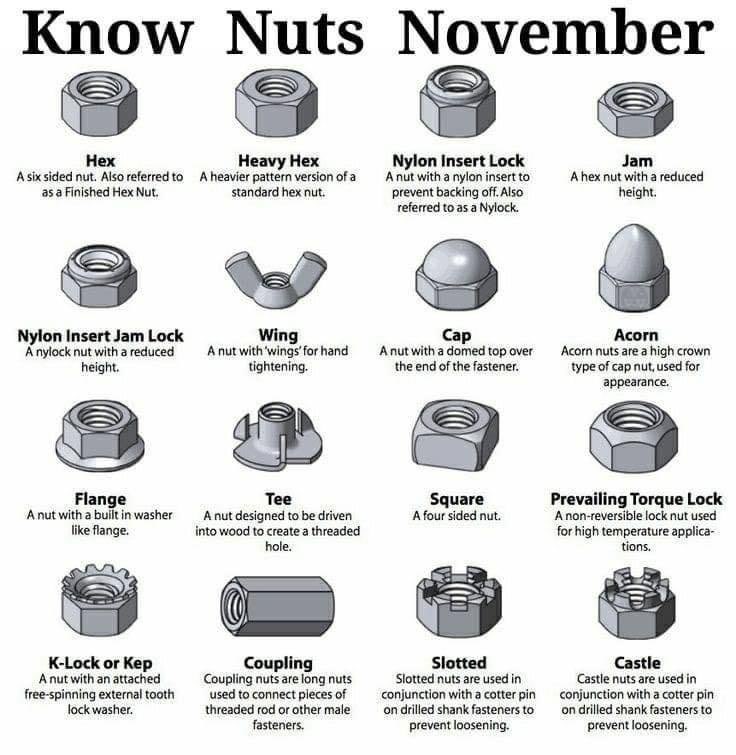 Know Nuts November
Hex
A six sided nut. Also referred to
as a Finished Hex Nut.
Heavy Hex
A heavier pattern version of a
standard hex nut.
Nylon Insert Lock
A nut with a nylon insert to
prevent backing off. Also
referred to as a Nylock.
Jam
A hex nut with a reduced
height.
Nylon Insert Jam Lock
A nylock nut with a reduced
height.
Wing
A nut with 'wings' for hand
tightening.
Cap
A nut with a domed top over
the end of the fastener.
Acorn
Acorn nuts are a high crown
type of cap nut, used for
appearance.
Flange
A nut with a built in washer
like flange.
Tee
A nut designed to be driven
into wood to create a threaded
hole.
Square
A four sided nut.
Prevailing Torque Lock
A non-reversible lock nut used
for high temperature applica-
tions.
K-Lock or Kep
A nut with an attached
free-spinning external tooth
lock washer.
Coupling
Coupling nuts are long nuts
used to connect pieces of
threaded rod or other male
fasteners.
Slotted
Slotted nuts are used in
conjunction with a cotter pin
on drilled shank fasteners to
prevent loosening.
Castle
Castle nuts are used in
conjunction with a cotter pin
on drilled shank fasteners to
prevent loosening.